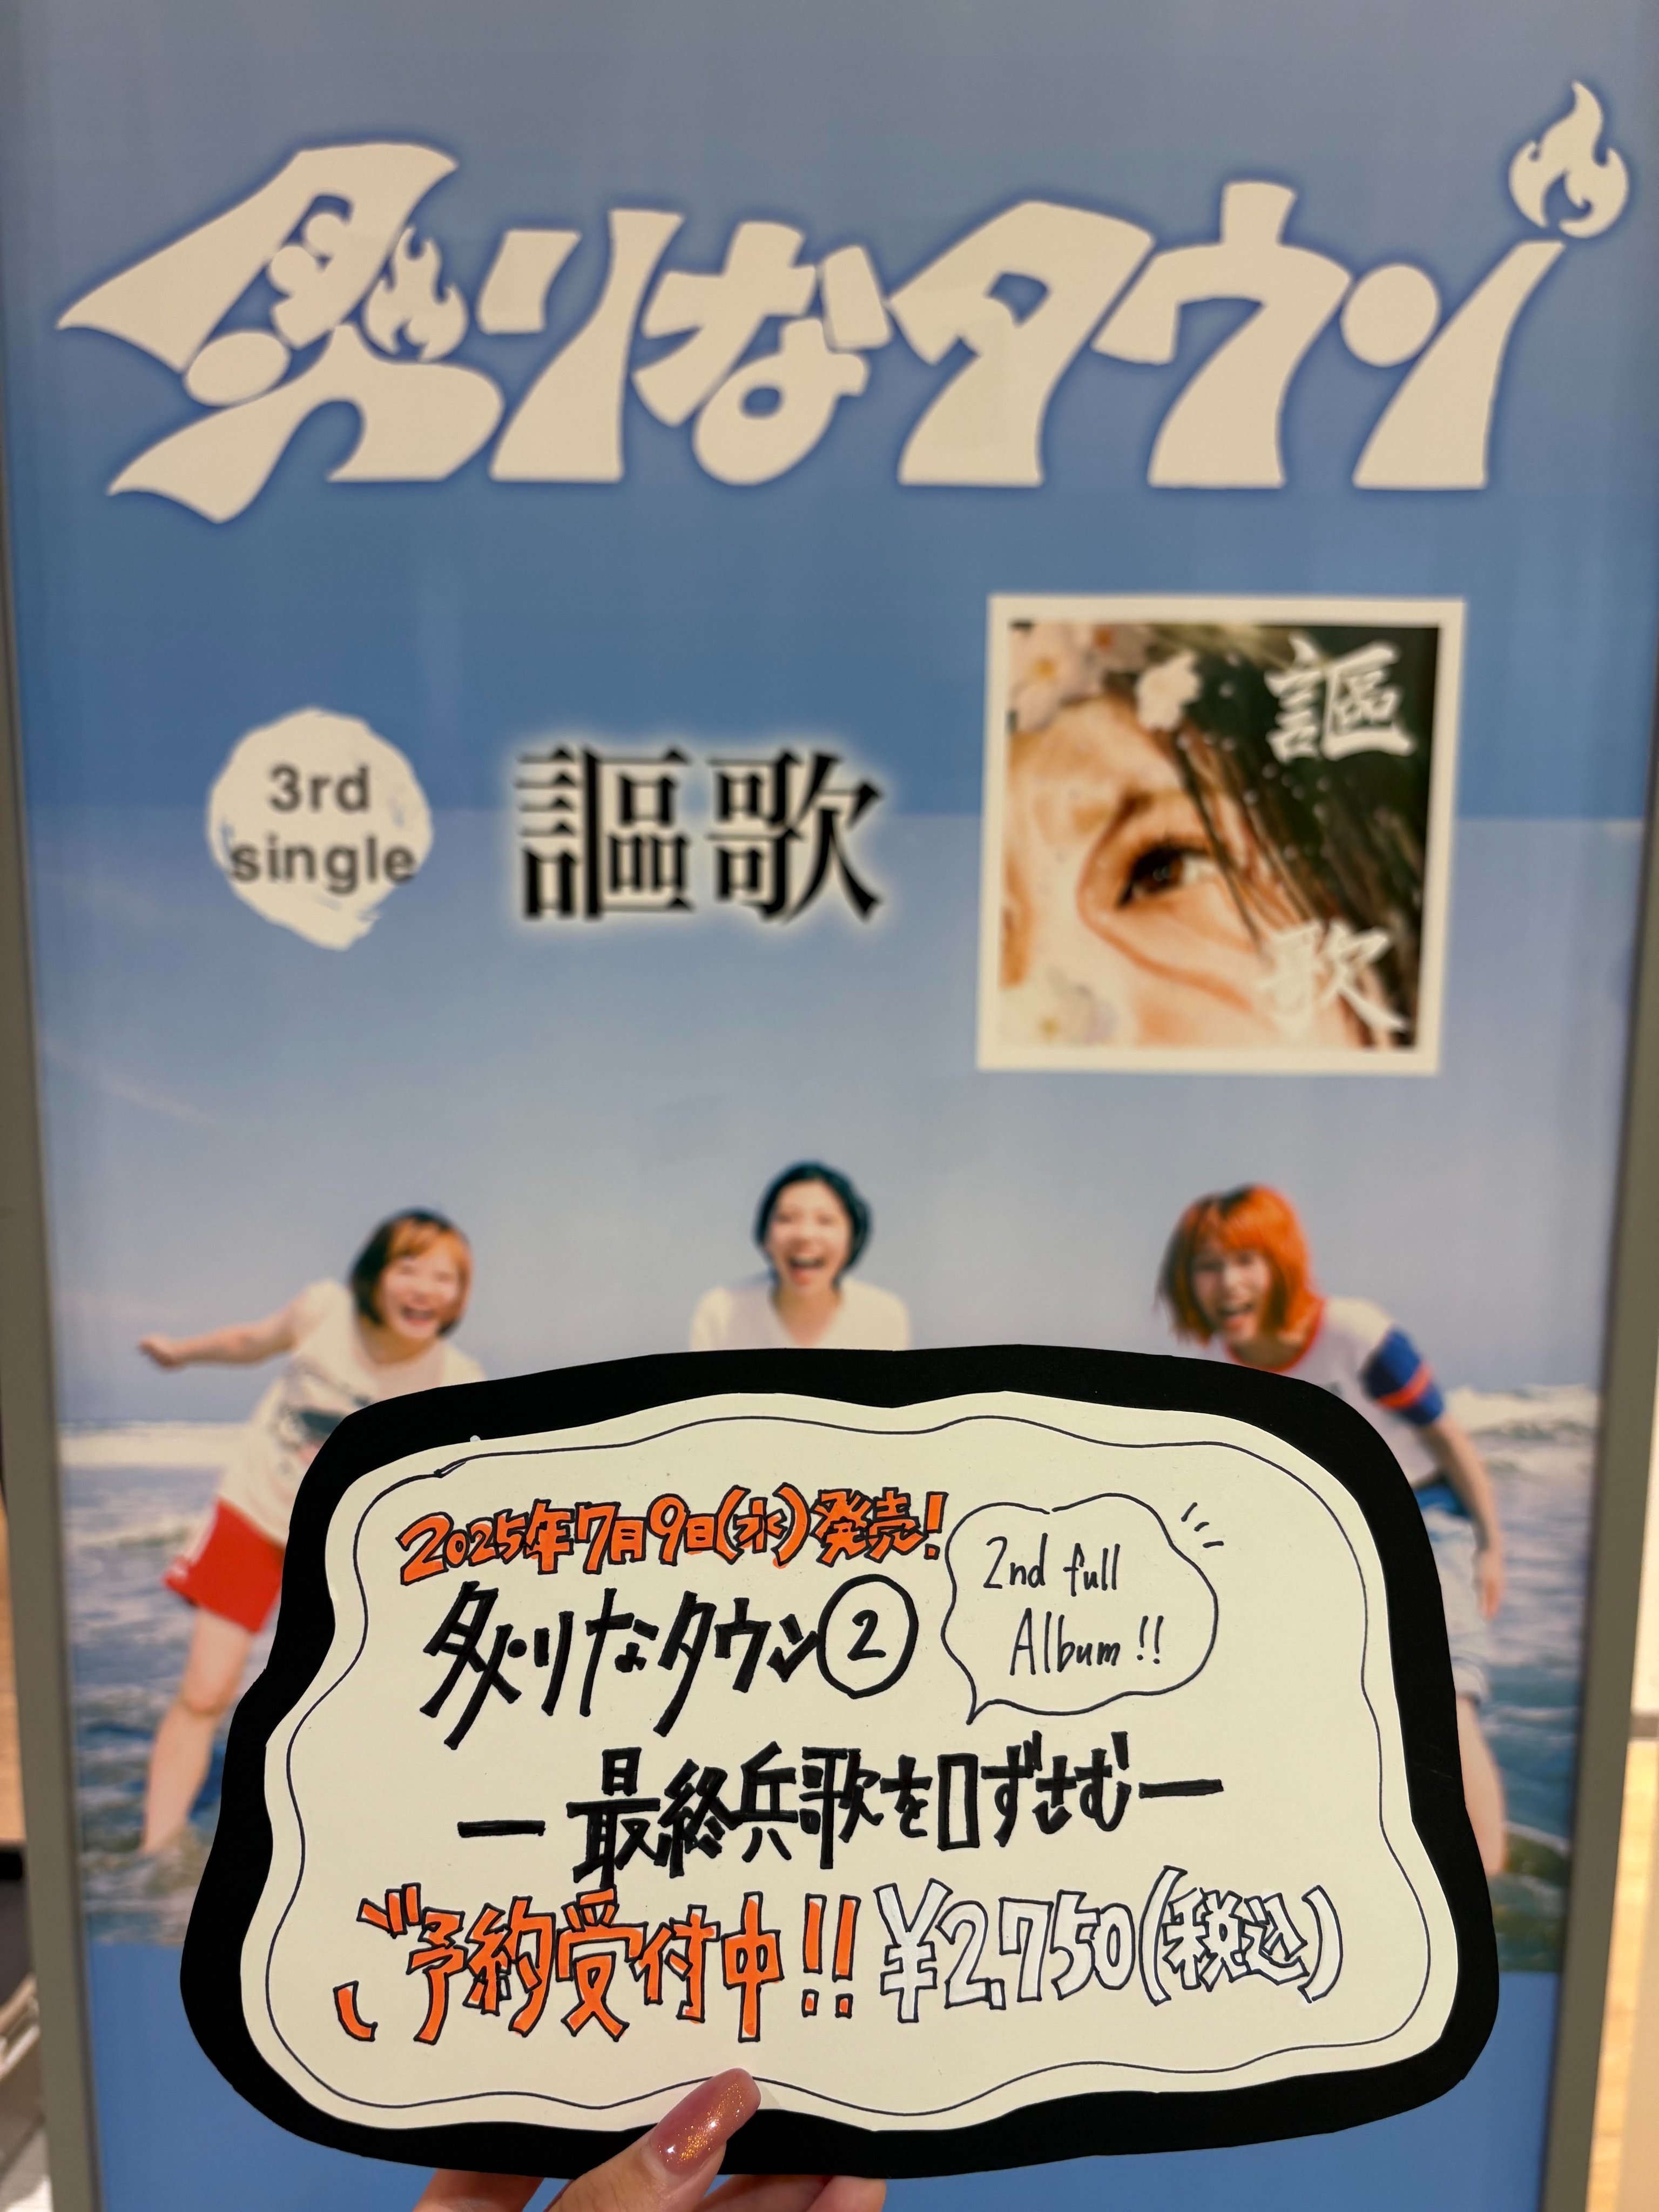 炙りなタウン
3rd
single
謳歌
謳
歌
2025年7月9日(水)発売!
炙りなタウン②
2nd full
Album!!
ー最終兵歌を口ずさむー
ご予約受付中!! ¥2,750(税込)